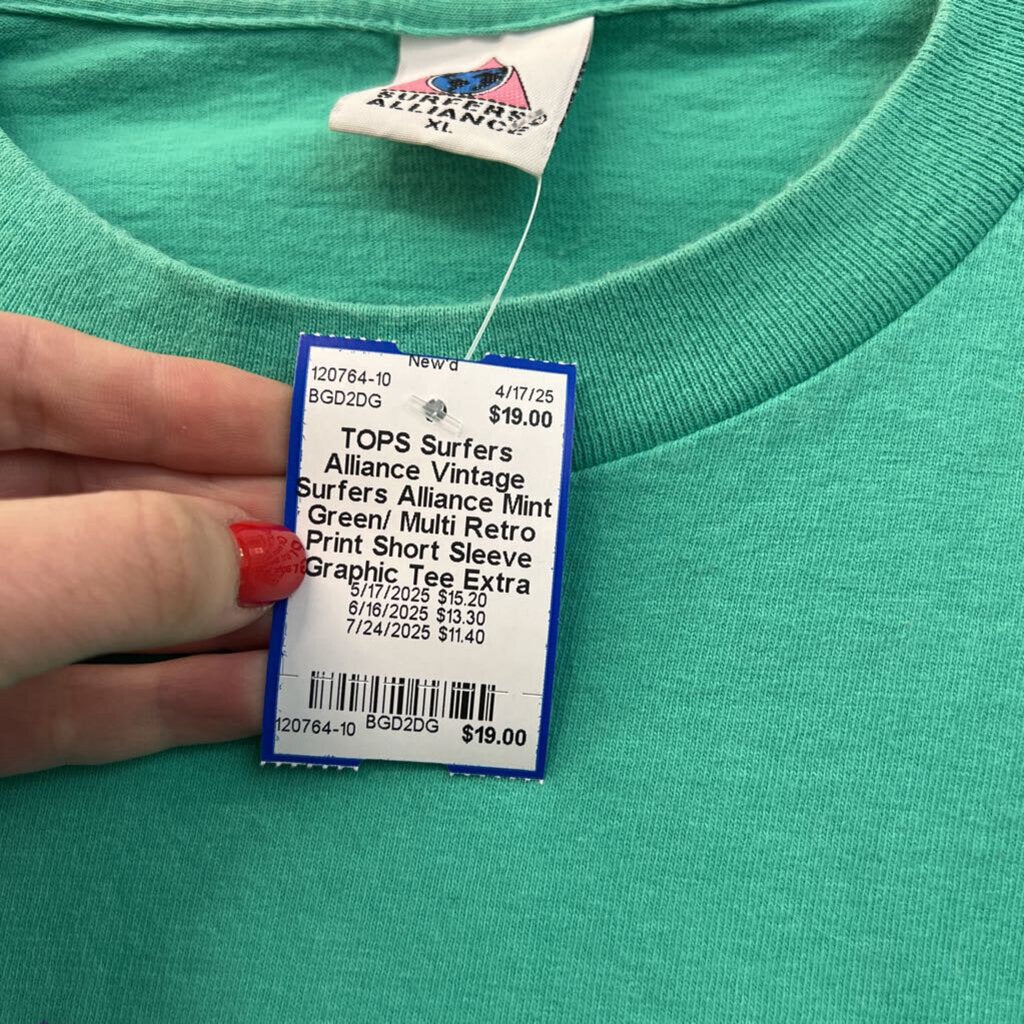 SURFERS
ALLIANCE
XL
New'd
120764-10
4/17/25
BGD2DG
$19.00
TOPS Surfers
Alliance Vintage
Surfers Alliance Mint
Green/ Multi Retro
Print Short Sleeve
Graphic Tee Extra
5/17/2025 $15.20
6/16/2025 $13.30
7/24/2025 $11.40
120764-10 BGD2DG $19.00